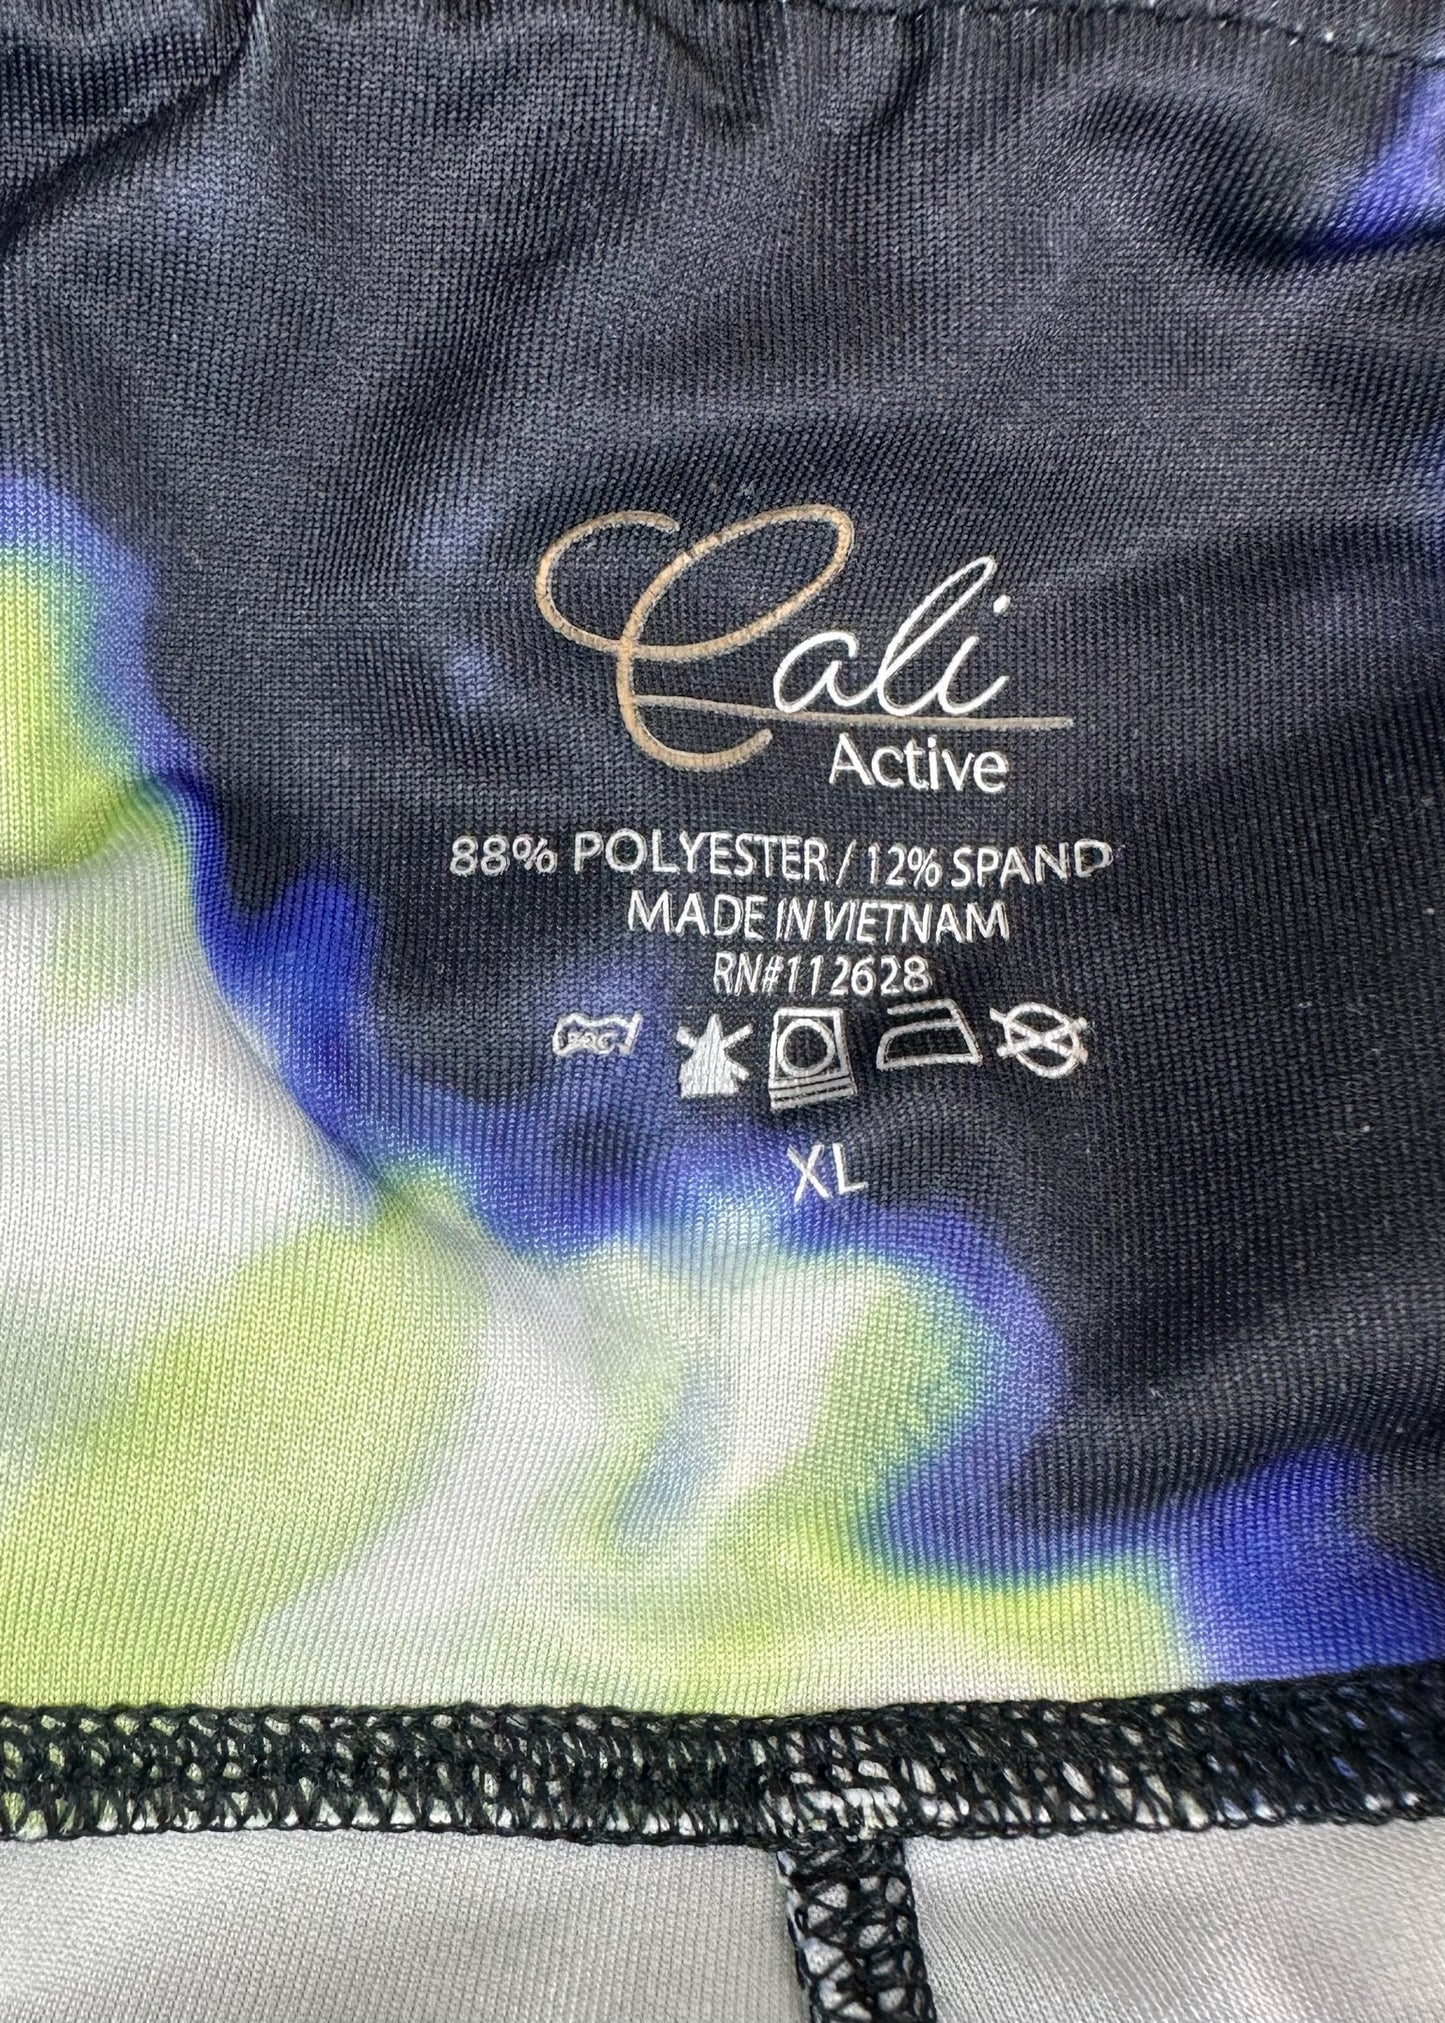 Cali
Active
88% POLYESTER / 12% SPAND
MADE IN VIETNAM
RN#112628
XL